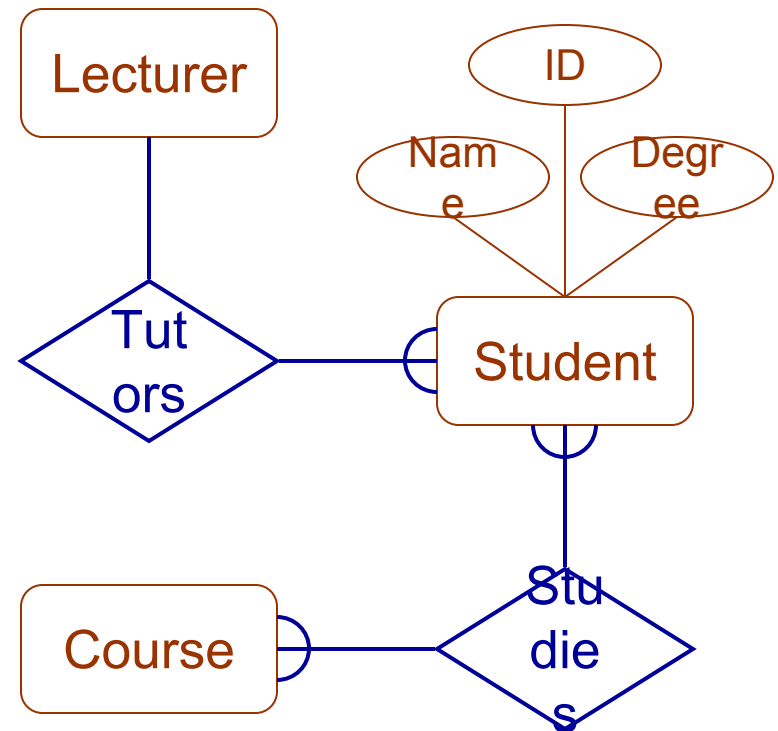 Lecturer
ID
Nam
e
Degr
ee
Tut
ors
Student
Stu
die
s
Course